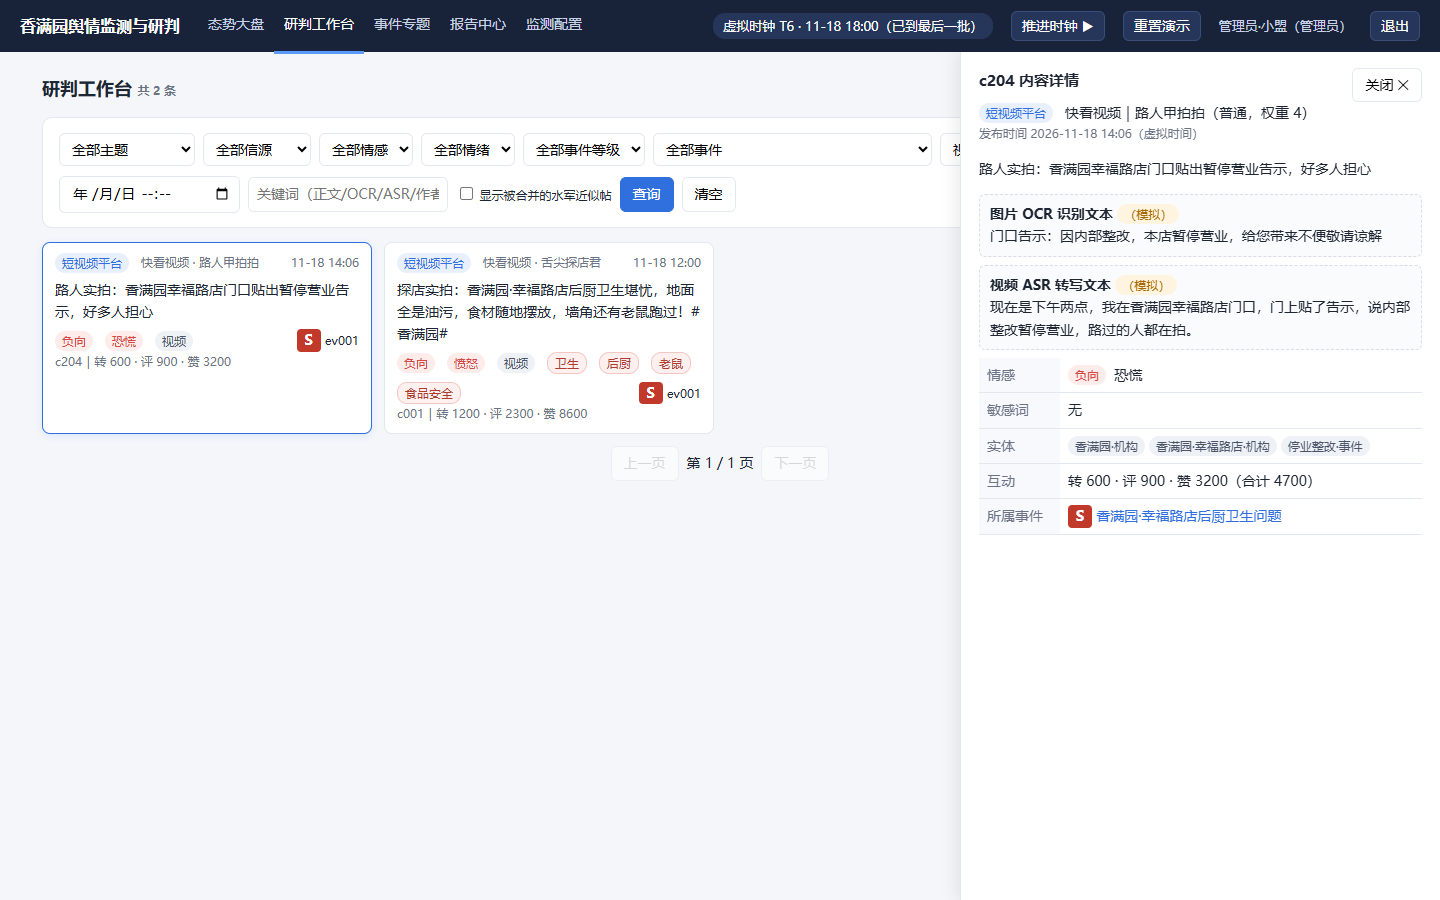 香满园舆情监测与研判 态势大盘 研判工作台 事件专题 报告中心 监测配置 虚拟时钟 T6 · 11-18 18:00（已到最后一批） 推进时钟 ▶ 重置演示 管理员·小盟（管理员） 退出
研判工作台 共 2 条
全部主题 全部信源 全部情感 全部情绪 全部事件等级 全部事件
年 /月/日 --:-- 关键词（正文/OCR/ASR/作者 显示被合并的水军近似帖 查询 清空
短视频平台 快看视频 · 路人甲拍拍 11-18 14:06
路人实拍：香满园幸福路店门口贴出暂停营业告
示，好多人担心
负向 恐慌 视频 S ev001
c204 | 转 600 · 评 900 · 赞 3200
短视频平台 快看视频 · 舌尖探店君 11-18 12:00
探店实拍：香满园·幸福路店后厨卫生堪忧，地面
全是油污，食材随地摆放，墙角还有老鼠跑过！#
香满园#
负向 愤怒 视频 卫生 后厨 老鼠
食品安全 S ev001
c001 | 转 1200 · 评 2300 · 赞 8600
上一页 第 1 / 1 页 下一页
c204 内容详情 关闭 ✕
短视频平台 快看视频 | 路人甲拍拍（普通，权重 4）
发布时间 2026-11-18 14:06（虚拟时间）
路人实拍：香满园幸福路店门口贴出暂停营业告示，好多人担心
图片 OCR 识别文本 （模拟）
门口告示：因内部整改，本店暂停营业，给您带来不便敬请谅解
视频 ASR 转写文本 （模拟）
现在是下午两点，我在香满园幸福路店门口，门上贴了告示，说内部
整改暂停营业，路过的人都在拍。
情感 负向 恐慌
敏感词 无
实体 香满园·机构 香满园·幸福路店·机构 停业整改·事件
互动 转 600 · 评 900 · 赞 3200（合计 4700）
所属事件 S 香满园·幸福路店后厨卫生问题